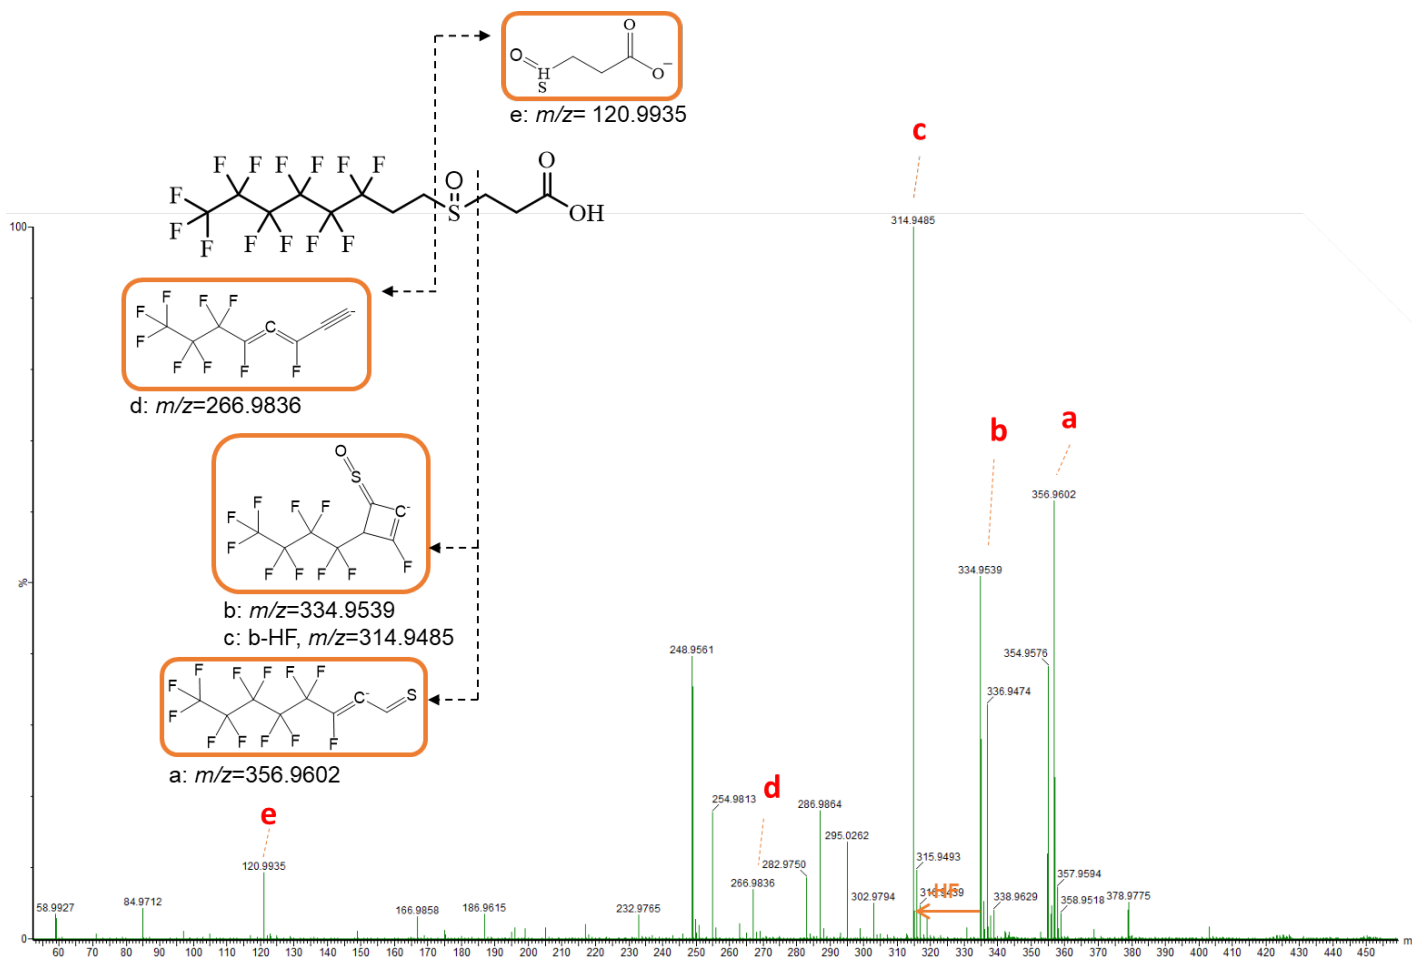 O
O
O
H
S
O−
e: m/z= 120.9935
c
F F F F F F
F
F
F F F F F
O
S
O
OH
314.9485
100
F F F
F
F
F F F
C
F
-
d: m/z=266.9836
a
b
356.9602
O
S
F F F
F
F
F F F F
C-
F
334.9539
%
b: m/z=334.9539
c: b-HF, m/z=314.9485
248.9561
354.9576
336.9474
F F F F F
F
F
F F F F
C-
S
F
a: m/z=356.9602
d
e
254.9813
286.9864
295.0262
120.9935
282.9750
315.9493
266.9836
357.9594
-HF
58.9927
84.9712
166.9858
186.9615
232.9765
302.9794
338.9629
358.9518
378.9775
0
60 70 80 90 100 110 120 130 140 150 160 170 180 190 200 210 220 230 240 250 260 270 280 290 300 310 320 330 340 350 360 370 380 390 400 410 420 430 440 450
m